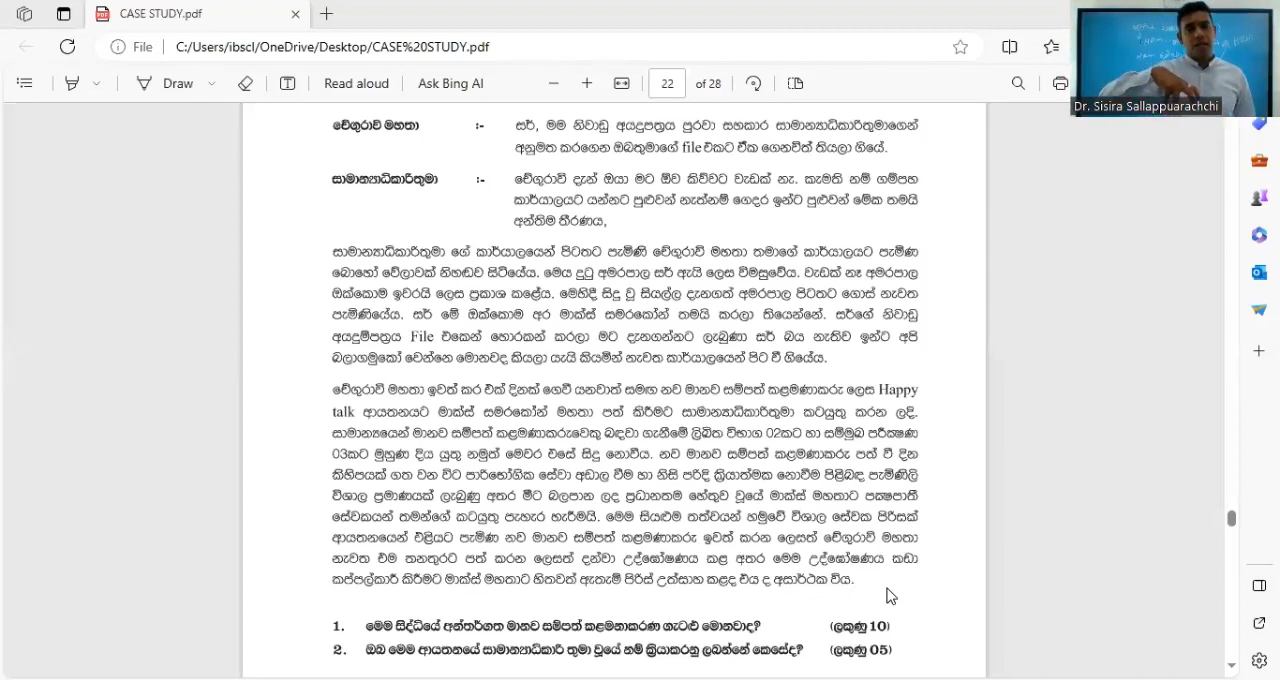 CASE STUDY.pdf
File C:/Users/ibscl/OneDrive/Desktop/CASE%20STUDY.pdf
Draw Read aloud Ask Bing AI 22 of 28
Dr. Sisira Sallappuarachchi
චේගුරාවි මහතා :- සර්, මම නිවාඩු අයදුපත්‍රය පුරවා සහකාර සාමාන්‍යාධිකාරිතුමාගෙන්
අනුමත කරගෙන ඔබතුමාගේ file එකට ඒක ගෙනවිත් තියලා ගියේ.
සාමාන්‍යාධිකාරිතුමා :- චේගුරාවි දැන් ඔයා මට ඕව කිව්වට වැඩක් නැ. කැමති නම් ගම්පහ
කාර්යාලයට යන්නට පුළුවන් නැත්නම් ගෙදර ඉන්ට පුළුවන් මේක තමයි
අන්තිම තීරණය,
සාමාන්‍යාධිකාරිතුමා ගේ කාර්යාලයෙන් පිටතට පැමිණි චේගුරාවි මහතා තමාගේ කාර්යාලයට පැමිණ
බොහෝ වේලාවක් නිහඬව සිටියේය. මෙය දුටු අමරපාල සර් ඇයි ලෙස විමසුවේය. වැඩක් නෑ අමරපාල
ඔක්කොම ඉවරයි ලෙස ප්‍රකාශ කළේය. මෙහිදී සිදු වූ සියල්ල දැනගත් අමරපාල පිටතට ගොස් නැවත
පැමිණියේය. සර් මේ ඔක්කොම අර මාක්ස් සමරකෝන් තමයි කරලා තියෙන්නේ. සර්ගේ නිවාඩු
අයදුම්පත්‍රය File එකෙන් හොරකන් කරලා මට දැනගන්නට ලැබුණා සර් බය නැතිව ඉන්ට අපි
බලාගමුකෝ වෙන්නෙ මොනවද කියලා යැයි කියමින් නැවත කාර්යාලයෙන් පිට වී ගියේය.
චේගුරාවි මහතා ඉවත් කර එක් දිනක් ගෙවී යනවාත් සමඟ නව මානව සම්පත් කළමණාකරු ලෙස Happy
talk ආයතනයට මාක්ස් සමරකෝන් මහතා පත් කිරීමට සාමාන්‍යාධිකාරිතුමා කටයුතු කරන ලදි.
සාමාන්‍යයෙන් මානව සම්පත් කළමණාකරුවෙකු බඳවා ගැනීමේ ලිඛිත විභාග 02කට හා සම්මුඛ පරීක්‍ෂණ
03කට මුහුණ දිය යුතු නමුත් මෙවර එසේ සිදු නොවීය. නව මානව සම්පත් කළමණාකරු පත් වී දින
කිහිපයක් ගත වන විට පාරිභෝගික සේවා අඩාල වීම හා නිසි පරිදි ක්‍රියාත්මක නොවීම පිළිබඳ පැමිණිලි
විශාල ප්‍රමාණයක් ලැබුණු අතර මීට බලපාන ලද ප්‍රධානතම හේතුව වූයේ මාක්ස් මහතාට පක්‍ෂපාතී
සේවකයන් තමන්ගේ කටයුතු පැහැර හැරීමයි. මෙම සියළුම තත්වයන් හමුවේ විශාල සේවක පිරිසක්
ආයතනයෙන් එළියට පැමිණ නව මානව සම්පත් කළමණාකරු ඉවත් කරන ලෙසත් චේගුරාවි මහතා
නැවත එම තනතුරට පත් කරන ලෙසත් දන්වා උද්ඝෝෂණය කළ අතර මෙම උද්ඝෝෂණය කඩා
කප්පල්කාරී කිරීමට මාක්ස් මහතාට හිතවත් ඇතැම් පිරිස් උත්සාහ කළද එය ද අසාර්ථක විය.
1. මෙම සිද්ධියේ අන්තර්ගත මානව සම්පත් කළමනාකරණ ගැටළු මොනවාද? (ලකුණු 10)
2. ඔබ මෙම ආයතනයේ සාමාන්‍යාධිකාරී තුමා වූයේ නම් ක්‍රියාකරනු ලබන්නේ කෙසේද? (ලකුණු 05)